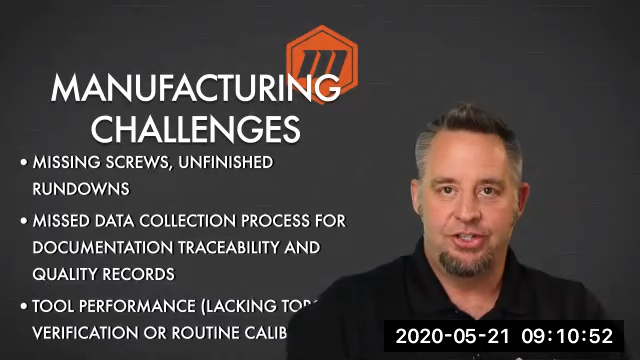 MANUFACTURING
CHALLENGES
• MISSING SCREWS, UNFINISHED
RUNDOWNS
• MISSED DATA COLLECTION PROCESS FOR
DOCUMENTATION TRACEABILITY AND
QUALITY RECORDS
• TOOL PERFORMANCE (LACKING
VERIFICATION OR ROUTINE
2020-05-21 09:10:52